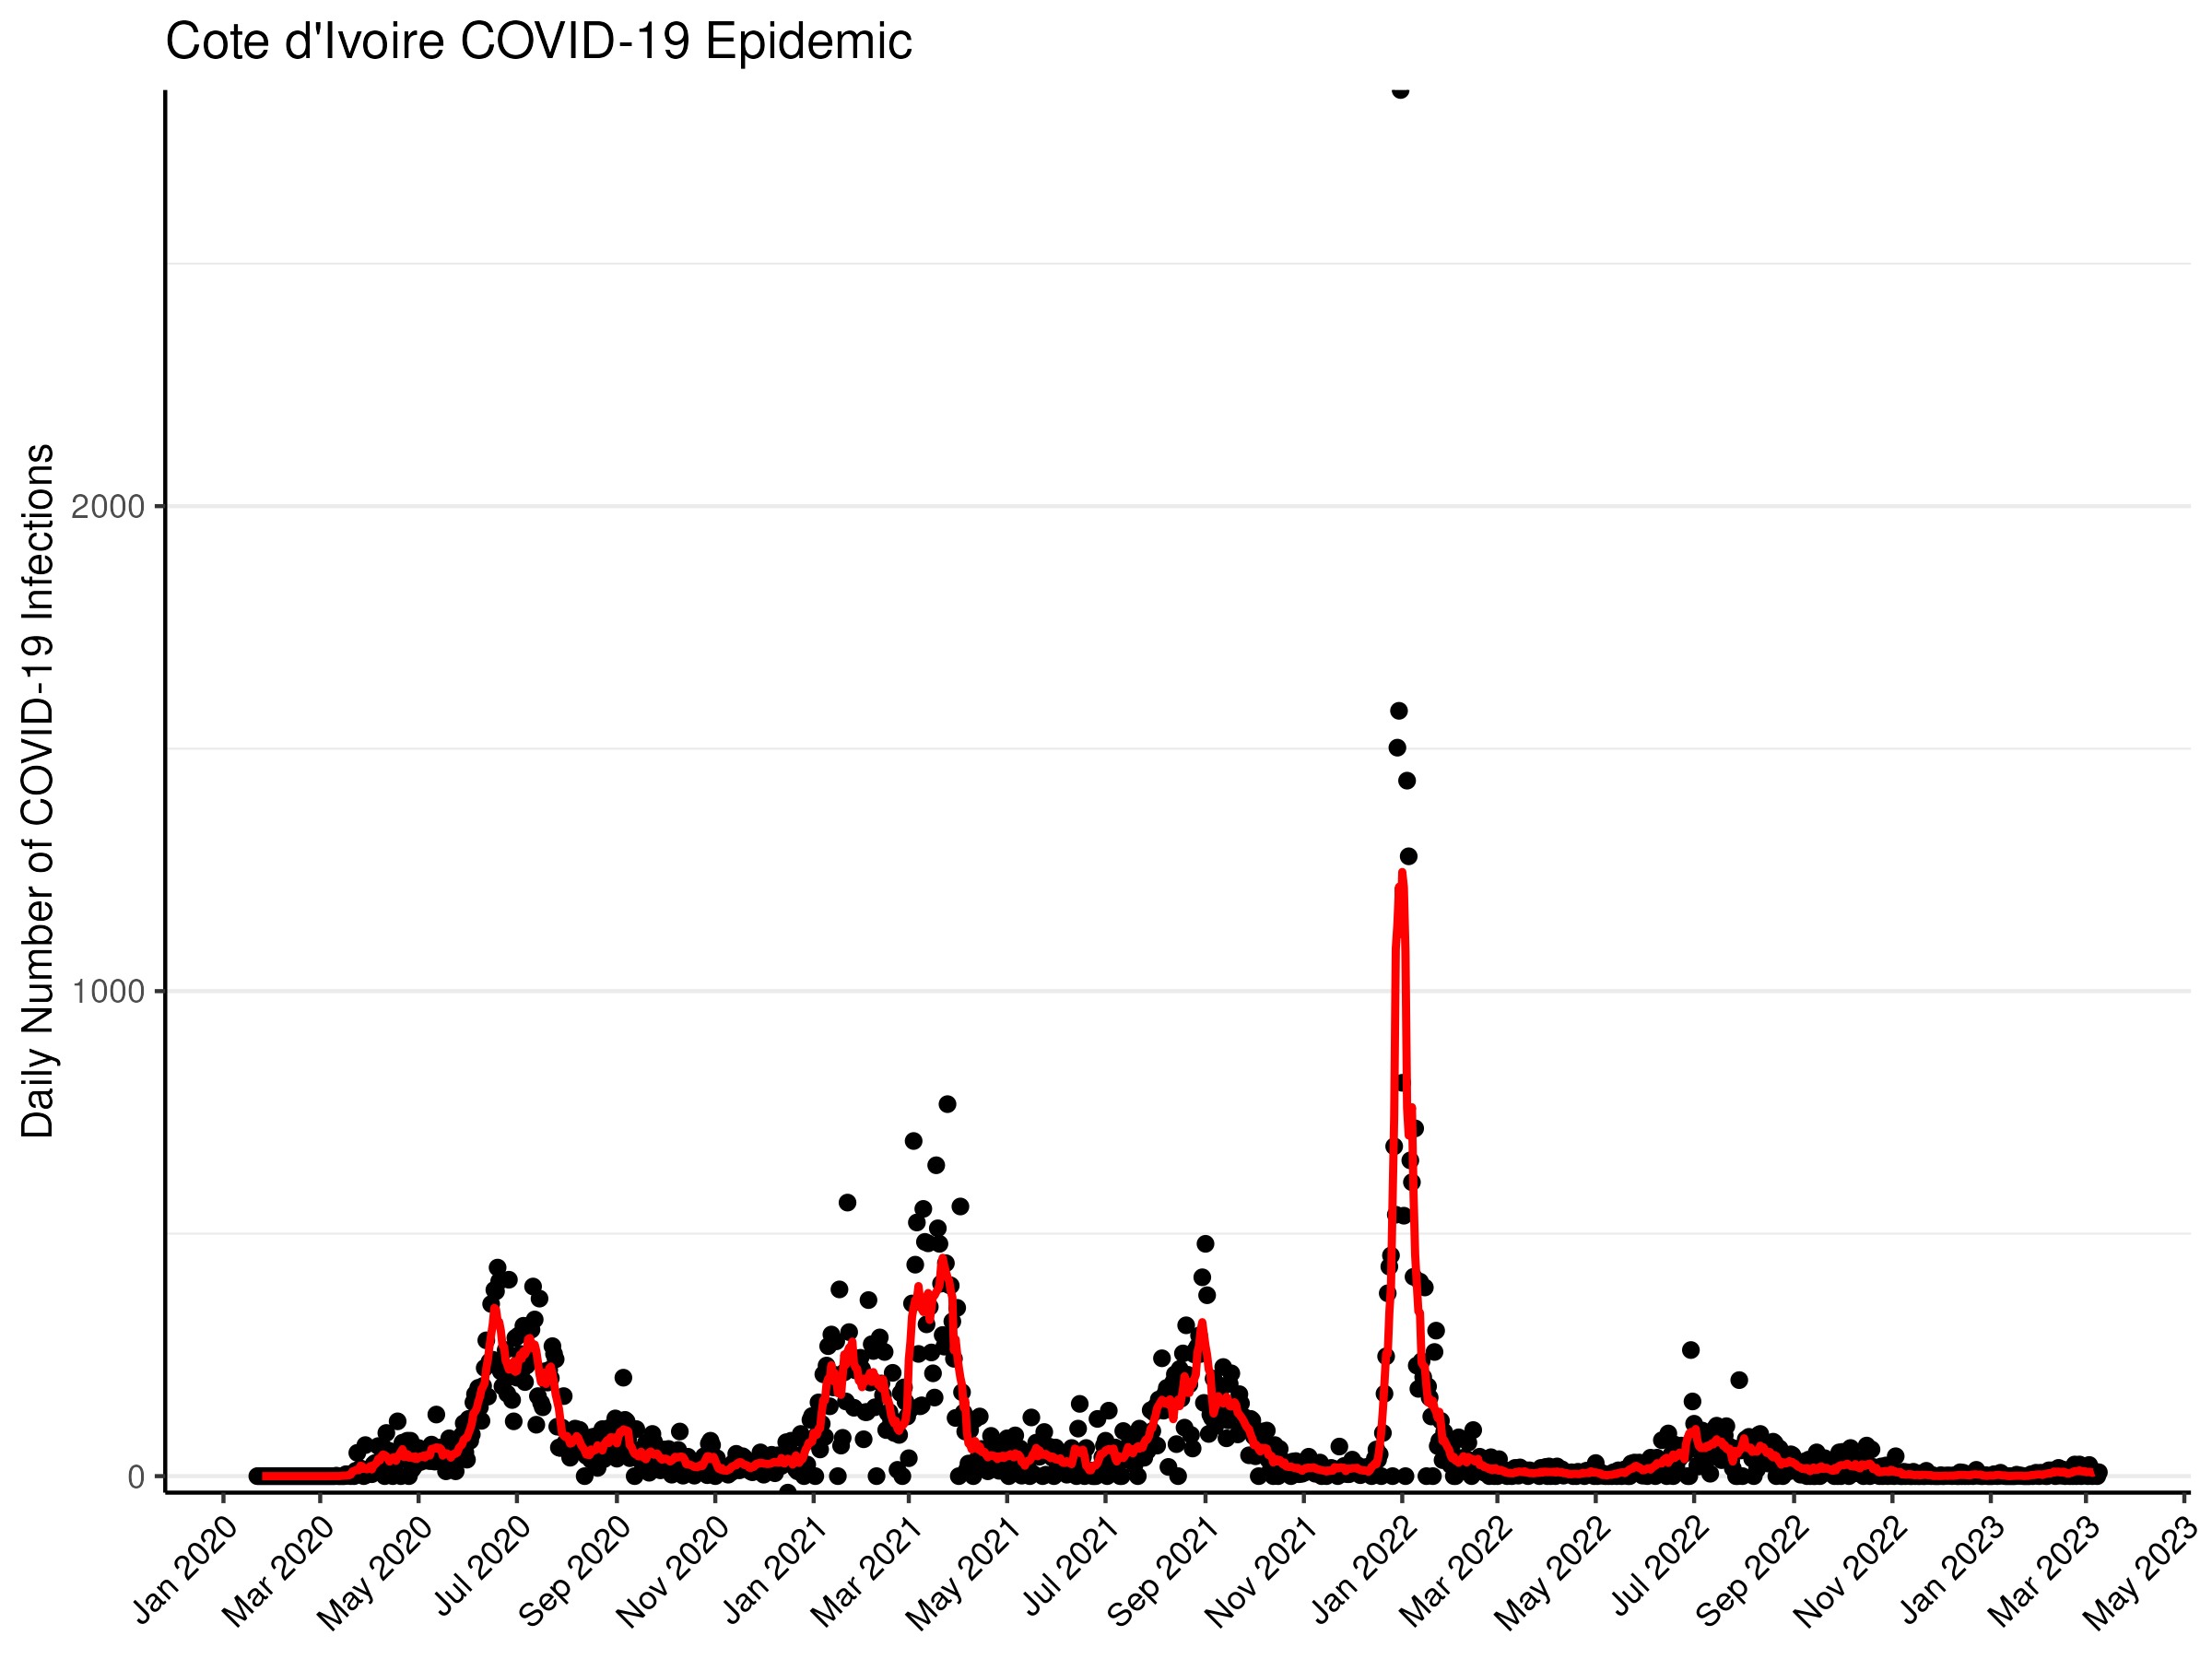 Cote d'Ivoire COVID-19 Epidemic
Daily Number of COVID-19 Infections
2000
1000
0
Jan 2020
Mar 2020
May 2020
Jul 2020
Sep 2020
Nov 2020
Jan 2021
Mar 2021
May 2021
Jul 2021
Sep 2021
Nov 2021
Jan 2022
Mar 2022
May 2022
Jul 2022
Sep 2022
Nov 2022
Jan 2023
Mar 2023
May 2023